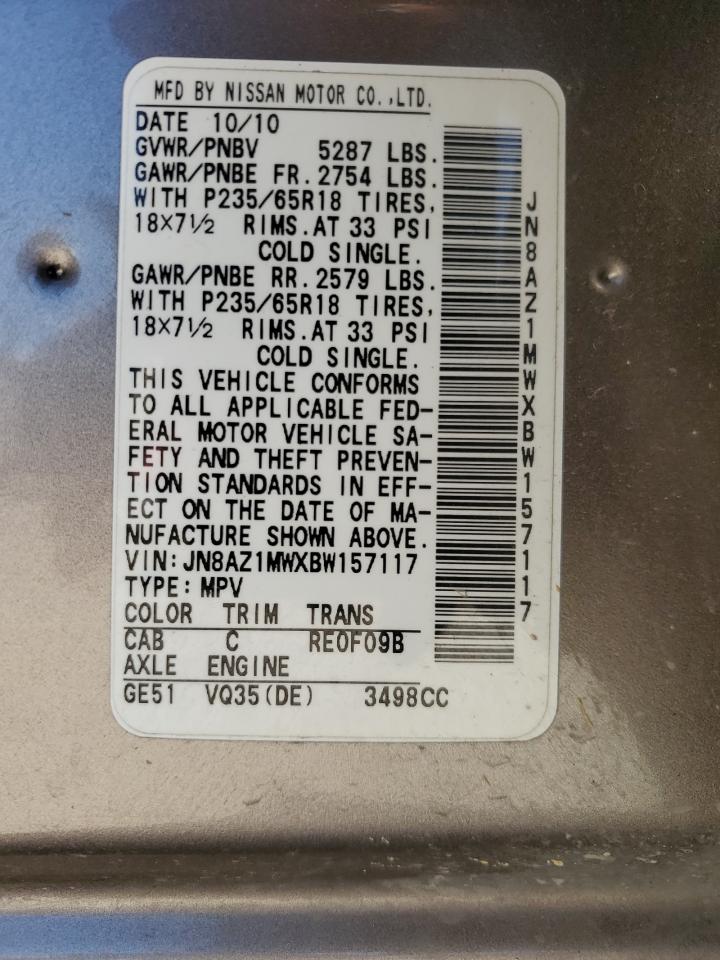 MFD BY NISSAN MOTOR CO.,LTD.
DATE 10/10
GVWR/PNBV 5287 LBS.
GAWR/PNBE FR. 2754 LBS.
WITH P235/65R18 TIRES,
18×7½ RIMS. AT 33 PSI
COLD SINGLE.
GAWR/PNBE RR. 2579 LBS.
WITH P235/65R18 TIRES,
18×7½ RIMS. AT 33 PSI
COLD SINGLE.
THIS VEHICLE CONFORMS
TO ALL APPLICABLE FED-
ERAL MOTOR VEHICLE SA-
FETY AND THEFT PREVEN-
TION STANDARDS IN EFF-
ECT ON THE DATE OF MA-
NUFACTURE SHOWN ABOVE.
VIN: JN8AZ1MWXBW157117
TYPE: MPV
COLOR TRIM TRANS
CAB C RE0F09B
AXLE ENGINE
GE51 VQ35(DE) 3498CC
JN8AZ1MWXBW157117